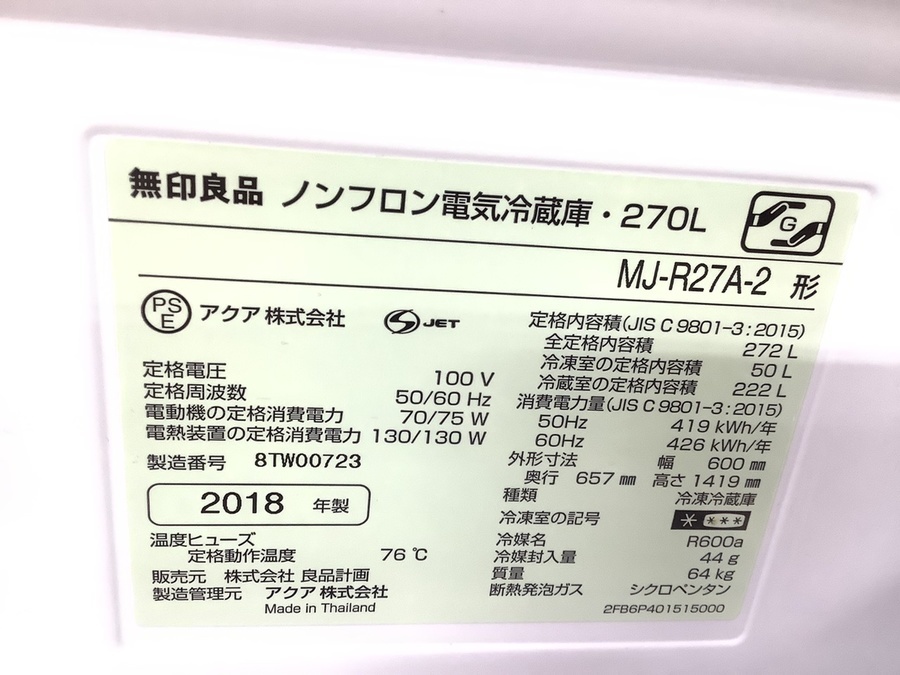 無印良品 ノンフロン電気冷蔵庫・270L
G
MJ-R27A-2 形
PSE アクア株式会社 JET
定格電圧 100 V
定格周波数 50/60 Hz
電動機の定格消費電力 70/75 W
電熱装置の定格消費電力 130/130 W
製造番号 8TW00723
2018 年製
温度ヒューズ
定格動作温度 76 ℃
販売元 株式会社 良品計画
製造管理元 アクア株式会社
Made in Thailand
定格内容積(JIS C 9801-3:2015)
全定格内容積 272 L
冷凍室の定格内容積 50 L
冷蔵室の定格内容積 222 L
消費電力量(JIS C 9801-3:2015)
50Hz 419 kWh/年
60Hz 426 kWh/年
外形寸法 幅 600 mm
奥行 657 mm 高さ 1419 mm
種類 冷凍冷蔵庫
冷凍室の記号 * ***
冷媒名 R600a
冷媒封入量 44 g
質量 64 kg
断熱発泡ガス シクロペンタン
2FB6P401515000